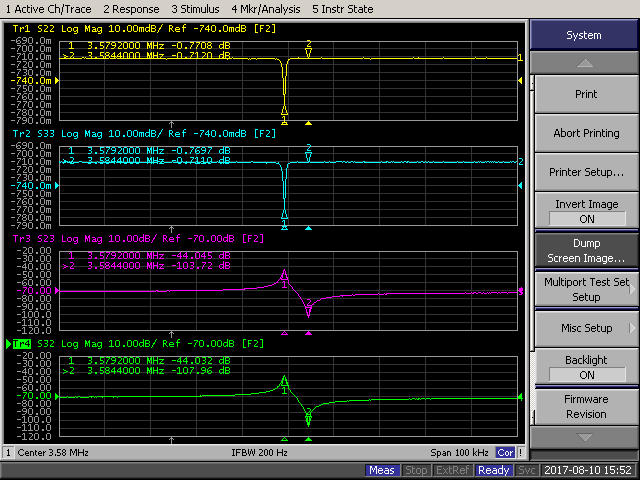 1 Active Ch/Trace 2 Response 3 Stimulus 4 Mkr/Analysis 5 Instr State
Tr1 S22 Log Mag 10.00mdB/ Ref -740.0mdB [F2]
-690.0m
-700.0m
-710.0m
-720.0m
-730.0m
-740.0m
-750.0m
-760.0m
-770.0m
-780.0m
-790.0m
1 3.5792000 MHz -0.7708 dB
>2 3.5844000 MHz -0.7120 dB
2
1
1
Tr2 S33 Log Mag 10.00mdB/ Ref -740.0mdB [F2]
-690.0m
-700.0m
-710.0m
-720.0m
-730.0m
-740.0m
-750.0m
-760.0m
-770.0m
-780.0m
-790.0m
1 3.5792000 MHz -0.7697 dB
>2 3.5844000 MHz -0.7110 dB
2
2
1
Tr3 S23 Log Mag 10.00dB/ Ref -70.00dB [F2]
-20.00
-30.00
-40.00
-50.00
-60.00
-70.00
-80.00
-90.00
-100.0
-110.0
-120.0
1 3.5792000 MHz -44.045 dB
>2 3.5844000 MHz -103.72 dB
1
2
3
Tr4 S32 Log Mag 10.00dB/ Ref -70.00dB [F2]
-20.00
-30.00
-40.00
-50.00
-60.00
-70.00
-80.00
-90.00
-100.0
-110.0
-120.0
1 3.5792000 MHz -44.032 dB
>2 3.5844000 MHz -107.96 dB
1
2
4
1 Center 3.58 MHz IFBW 200 Hz Span 100 kHz Cor !
System
Print
Abort Printing
Printer Setup...
Invert Image
ON
Dump
Screen Image...
Multiport Test Set
Setup
Misc Setup
Backlight
ON
Firmware
Revision
Meas Stop ExtRef Ready Svc 2017-08-10 15:52